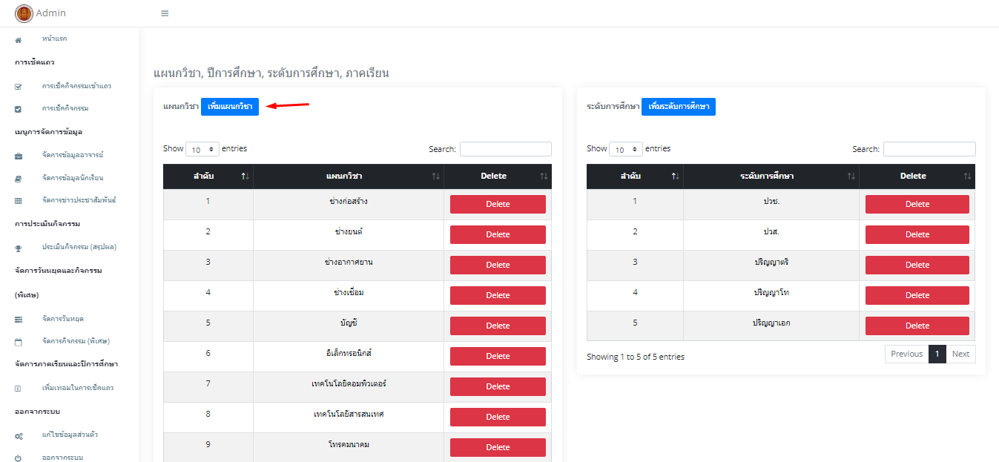 Admin
หน้าแรก
การเช็คแถว
การเช็คกิจกรรมเข้าแถว
การเช็คกิจกรรม
เมนูการจัดการข้อมูล
จัดการข้อมูลอาจารย์
จัดการข้อมูลนักเรียน
จัดการข่าวประชาสัมพันธ์
การประเมินกิจกรรม
ประเมินกิจกรรม (สรุปผล)
จัดการวันหยุดและกิจกรรม
(พิเศษ)
จัดการวันหยุด
จัดการกิจกรรม (พิเศษ)
จัดการภาคเรียนและปีการศึกษา
เพิ่มเทอมในการเช็คแถว
ออกจากระบบ
แก้ไขข้อมูลส่วนตัว
ออกจากระบบ
แผนกวิชา, ปีการศึกษา, ระดับการศึกษา, ภาคเรียน
แผนกวิชา เพิ่มแผนกวิชา
Show 10 entries Search:
ลำดับ แผนกวิชา Delete
1 ช่างก่อสร้าง Delete
2 ช่างยนต์ Delete
3 ช่างอากาศยาน Delete
4 ช่างเชื่อม Delete
5 บัญชี Delete
6 อิเล็กทรอนิกส์ Delete
7 เทคโนโลยีคอมพิวเตอร์ Delete
8 เทคโนโลยีสารสนเทศ Delete
9 โทรคมนาคม Delete
ระดับการศึกษา เพิ่มระดับการศึกษา
Show 10 entries Search:
ลำดับ ระดับการศึกษา Delete
1 ปวช. Delete
2 ปวส. Delete
3 ปริญญาตรี Delete
4 ปริญญาโท Delete
5 ปริญญาเอก Delete
Showing 1 to 5 of 5 entries Previous 1 Next